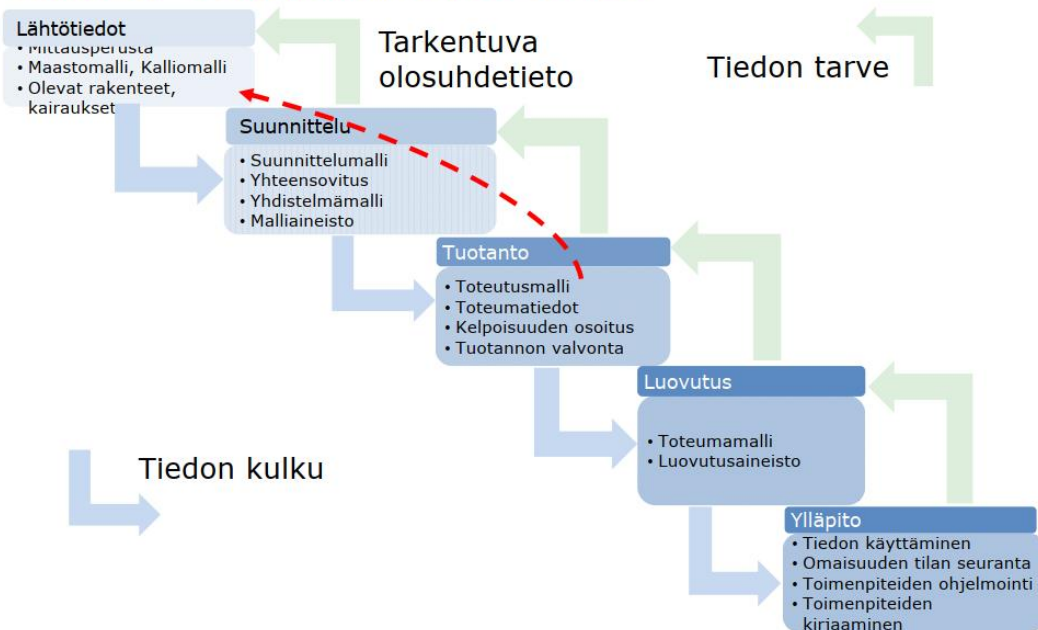 Lähtötiedot
• Mittausperusta
• Maastomalli, Kalliomalli
• Olevat rakenteet,
kairaukset
Tarkentuva
olosuhdetieto
Tiedon tarve
Suunnittelu
• Suunnittelumalli
• Yhteensovitus
• Yhdistelmämalli
• Malliaineisto
Tuotanto
• Toteutusmalli
• Toteumatiedot
• Kelpoisuuden osoitus
• Tuotannon valvonta
Luovutus
• Toteumamalli
• Luovutusaineisto
Tiedon kulku
Ylläpito
• Tiedon käyttäminen
• Omaisuuden tilan seuranta
• Toimenpiteiden ohjelmointi
• Toimenpiteiden
kirjaaminen